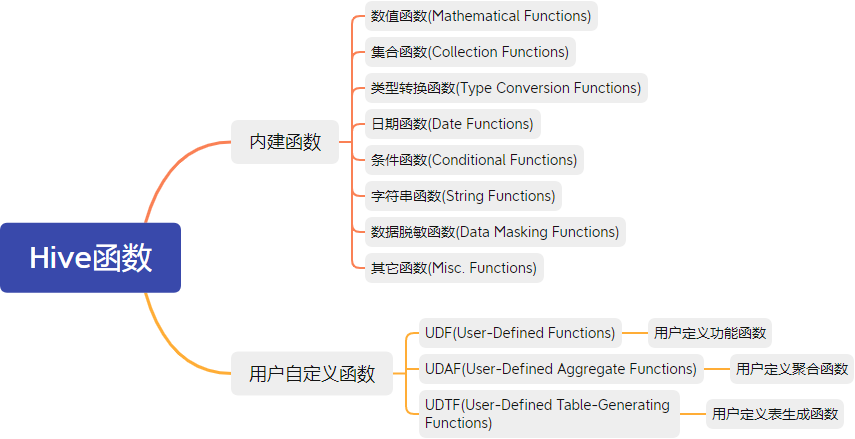 Hive函数
内建函数
数值函数(Mathematical Functions)
集合函数(Collection Functions)
类型转换函数(Type Conversion Functions)
日期函数(Date Functions)
条件函数(Conditional Functions)
字符串函数(String Functions)
数据脱敏函数(Data Masking Functions)
其它函数(Misc. Functions)
用户自定义函数
UDF(User-Defined Functions)
用户定义功能函数
UDAF(User-Defined Aggregate Functions)
用户定义聚合函数
UDTF(User-Defined Table-Generating
Functions)
用户定义表生成函数